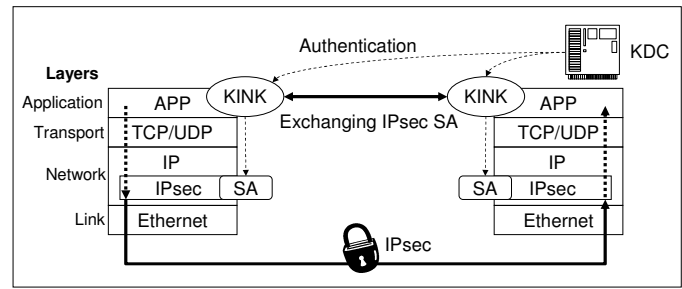 Authentication
KDC
Layers
Application
APP
KINK
KINK
APP
Exchanging IPsec SA
Transport
TCP/UDP
TCP/UDP
Network
IP
IP
IPsec
SA
SA
IPsec
Link
Ethernet
Ethernet
IPsec